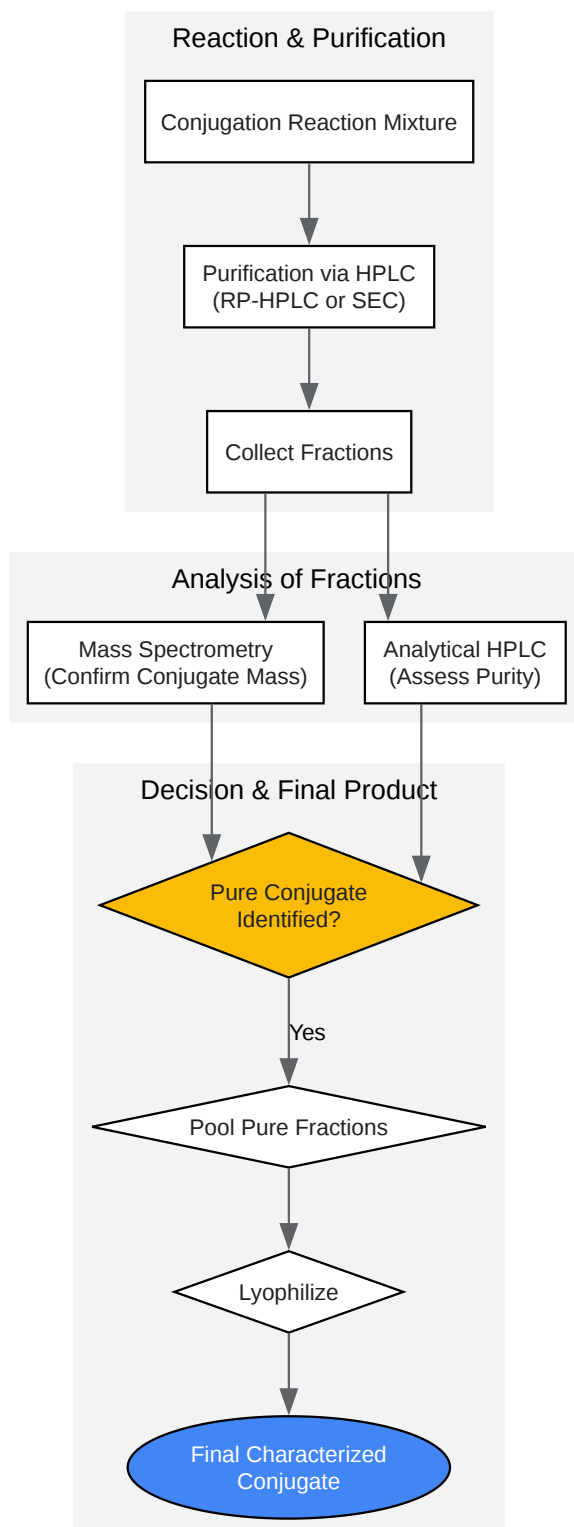 Reaction & Purification
Conjugation Reaction Mixture
Purification via HPLC
(RP-HPLC or SEC)
Collect Fractions
Analysis of Fractions
Mass Spectrometry
(Confirm Conjugate Mass)
Analytical HPLC
(Assess Purity)
Decision & Final Product
Pure Conjugate
Identified?
Yes
Pool Pure Fractions
Lyophilize
Final Characterized
Conjugate